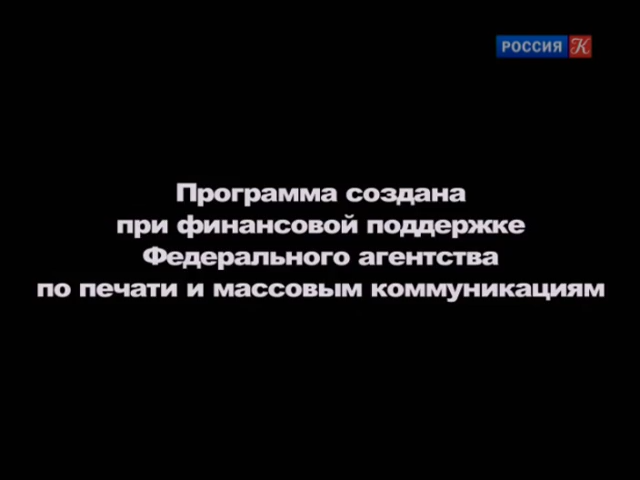 РОССИЯ К
Программа создана
при финансовой поддержке
Федерального агентства
по печати и массовым коммуникациям